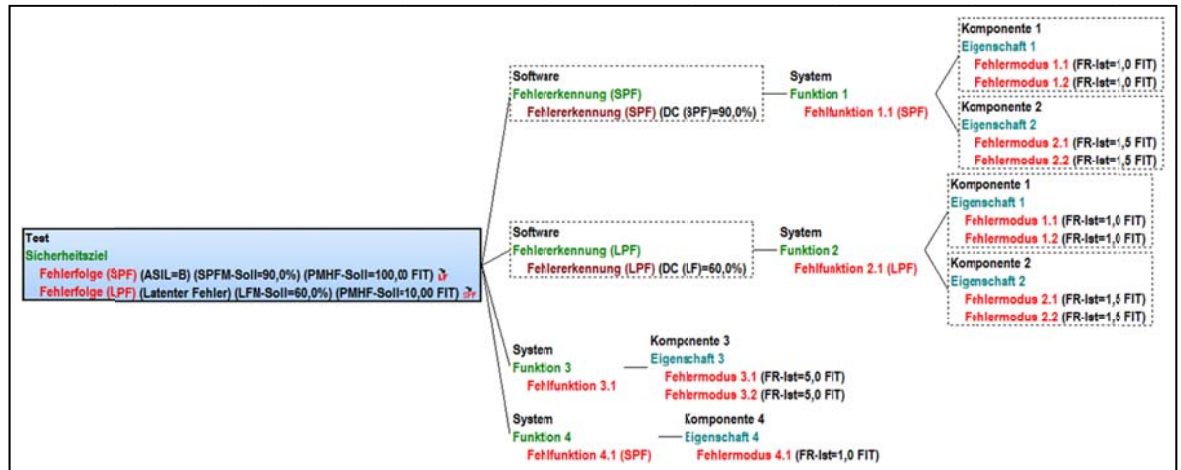 Test
Sicherheitsziel
Fehlerfolge (SPF) (ASIL=B) (SPFM-Soll=90,0%) (PMHF-Soll=100,00 FIT) LF
Fehlerfolge (LPF) (Latenter Fehler) (LFM-Soll=60,0%) (PMHF-Soll=10,00 FIT) SPF
Software
Fehlererkennung (SPF)
Fehlererkennung (SPF) (DC (SPF)=90,0%)
System
Funktion 1
Fehlfunktion 1.1 (SPF)
Komponente 1
Eigenschaft 1
Fehlermodus 1.1 (FR-Ist=1,0 FIT)
Fehlermodus 1.2 (FR-Ist=1,0 FIT)
Komponente 2
Eigenschaft 2
Fehlermodus 2.1 (FR-Ist=1,5 FIT)
Fehlermodus 2.2 (FR-Ist=1,5 FIT)
Software
Fehlererkennung (LPF)
Fehlererkennung (LPF) (DC (LF)=60,0%)
System
Funktion 2
Fehlfunktion 2.1 (LPF)
Komponente 1
Eigenschaft 1
Fehlermodus 1.1 (FR-Ist=1,0 FIT)
Fehlermodus 1.2 (FR-Ist=1,0 FIT)
Komponente 2
Eigenschaft 2
Fehlermodus 2.1 (FR-Ist=1,5 FIT)
Fehlermodus 2.2 (FR-Ist=1,5 FIT)
System
Funktion 3
Fehlfunktion 3.1
Komponente 3
Eigenschaft 3
Fehlermodus 3.1 (FR-Ist=5,0 FIT)
Fehlermodus 3.2 (FR-Ist=5,0 FIT)
System
Funktion 4
Fehlfunktion 4.1 (SPF)
Komponente 4
Eigenschaft 4
Fehlermodus 4.1 (FR-Ist=1,0 FIT)